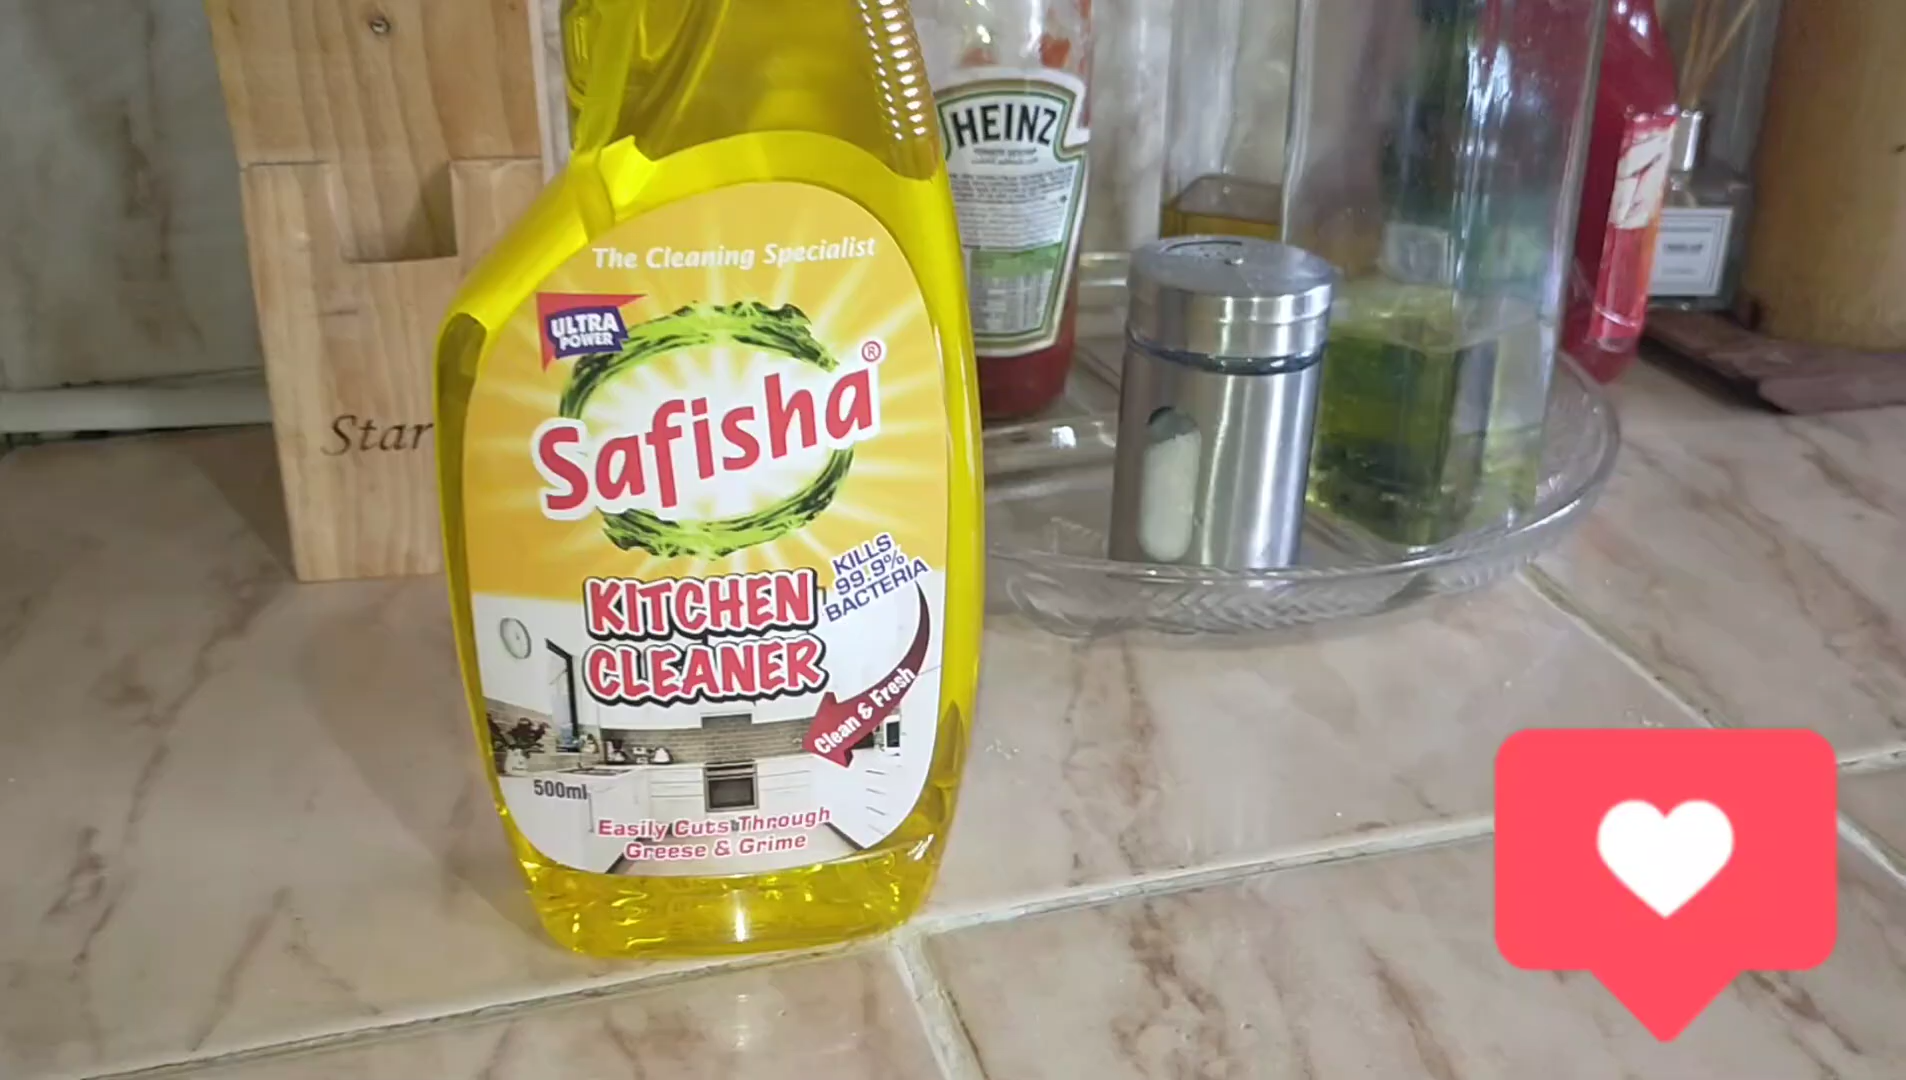 The Cleaning Specialist
ULTRA
POWER
Safisha®
KITCHEN
CLEANER
KILLS
99.9%
BACTERIA
Clean & Fresh
500ml
Easily Cuts Through
Greese & Grime
Star
HEINZ